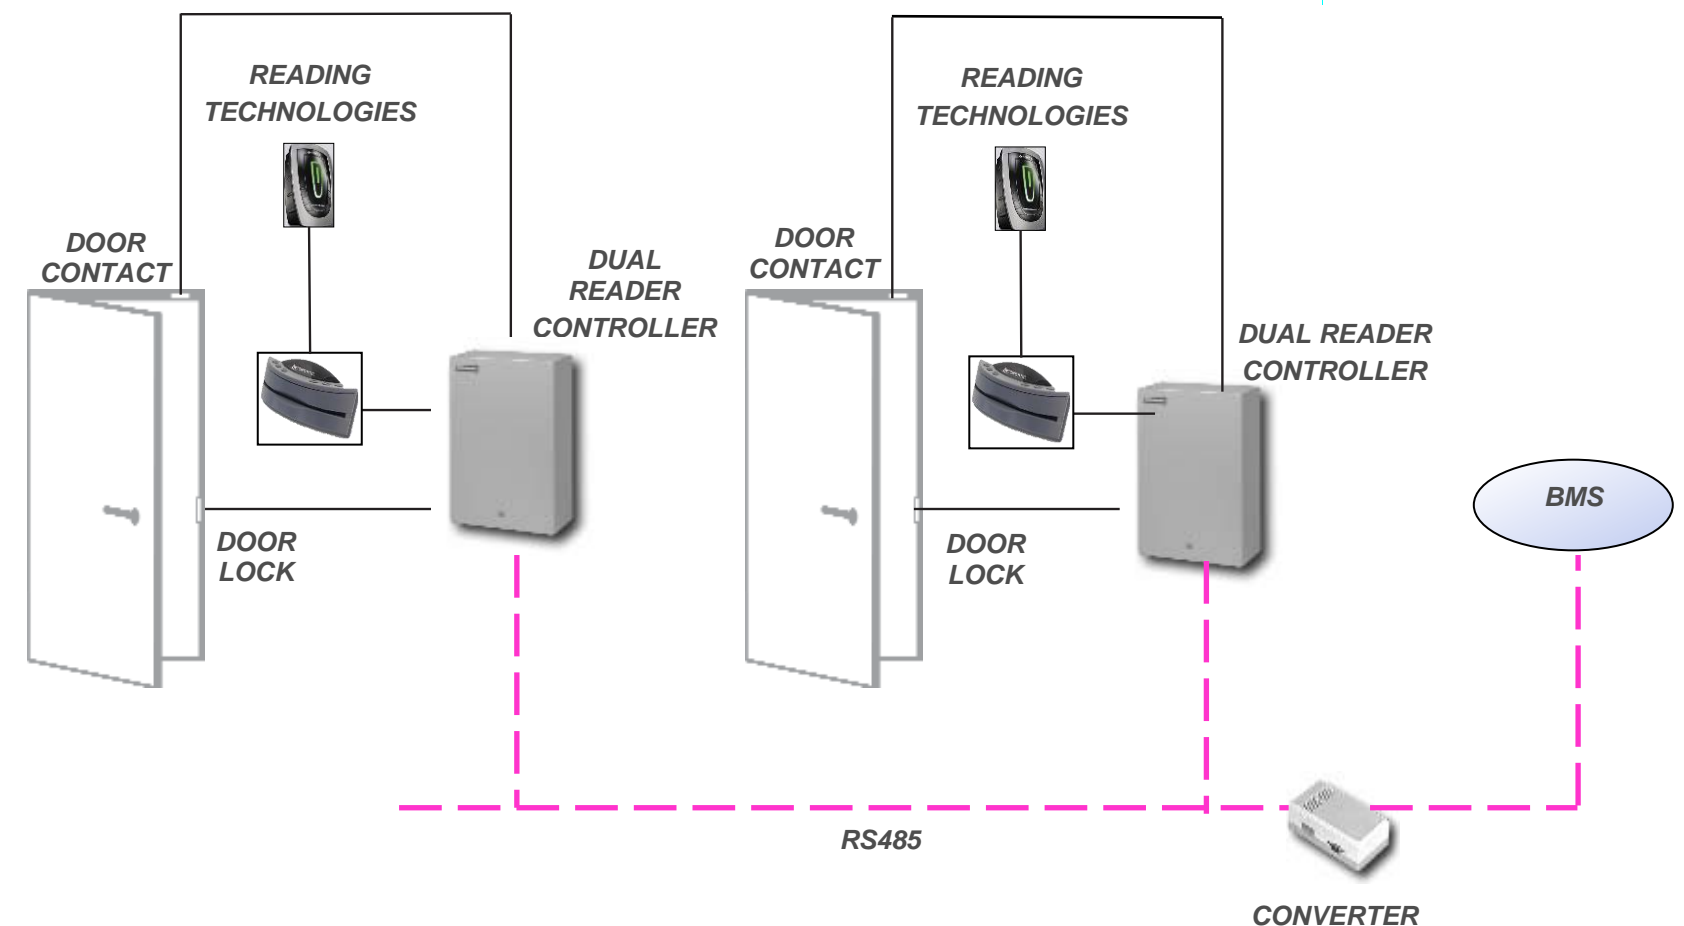 READING
TECHNOLOGIES
DOOR
CONTACT
DUAL
READER
CONTROLLER
DOOR
LOCK
READING
TECHNOLOGIES
DOOR
CONTACT
DUAL READER
CONTROLLER
DOOR
LOCK
BMS
RS485
CONVERTER